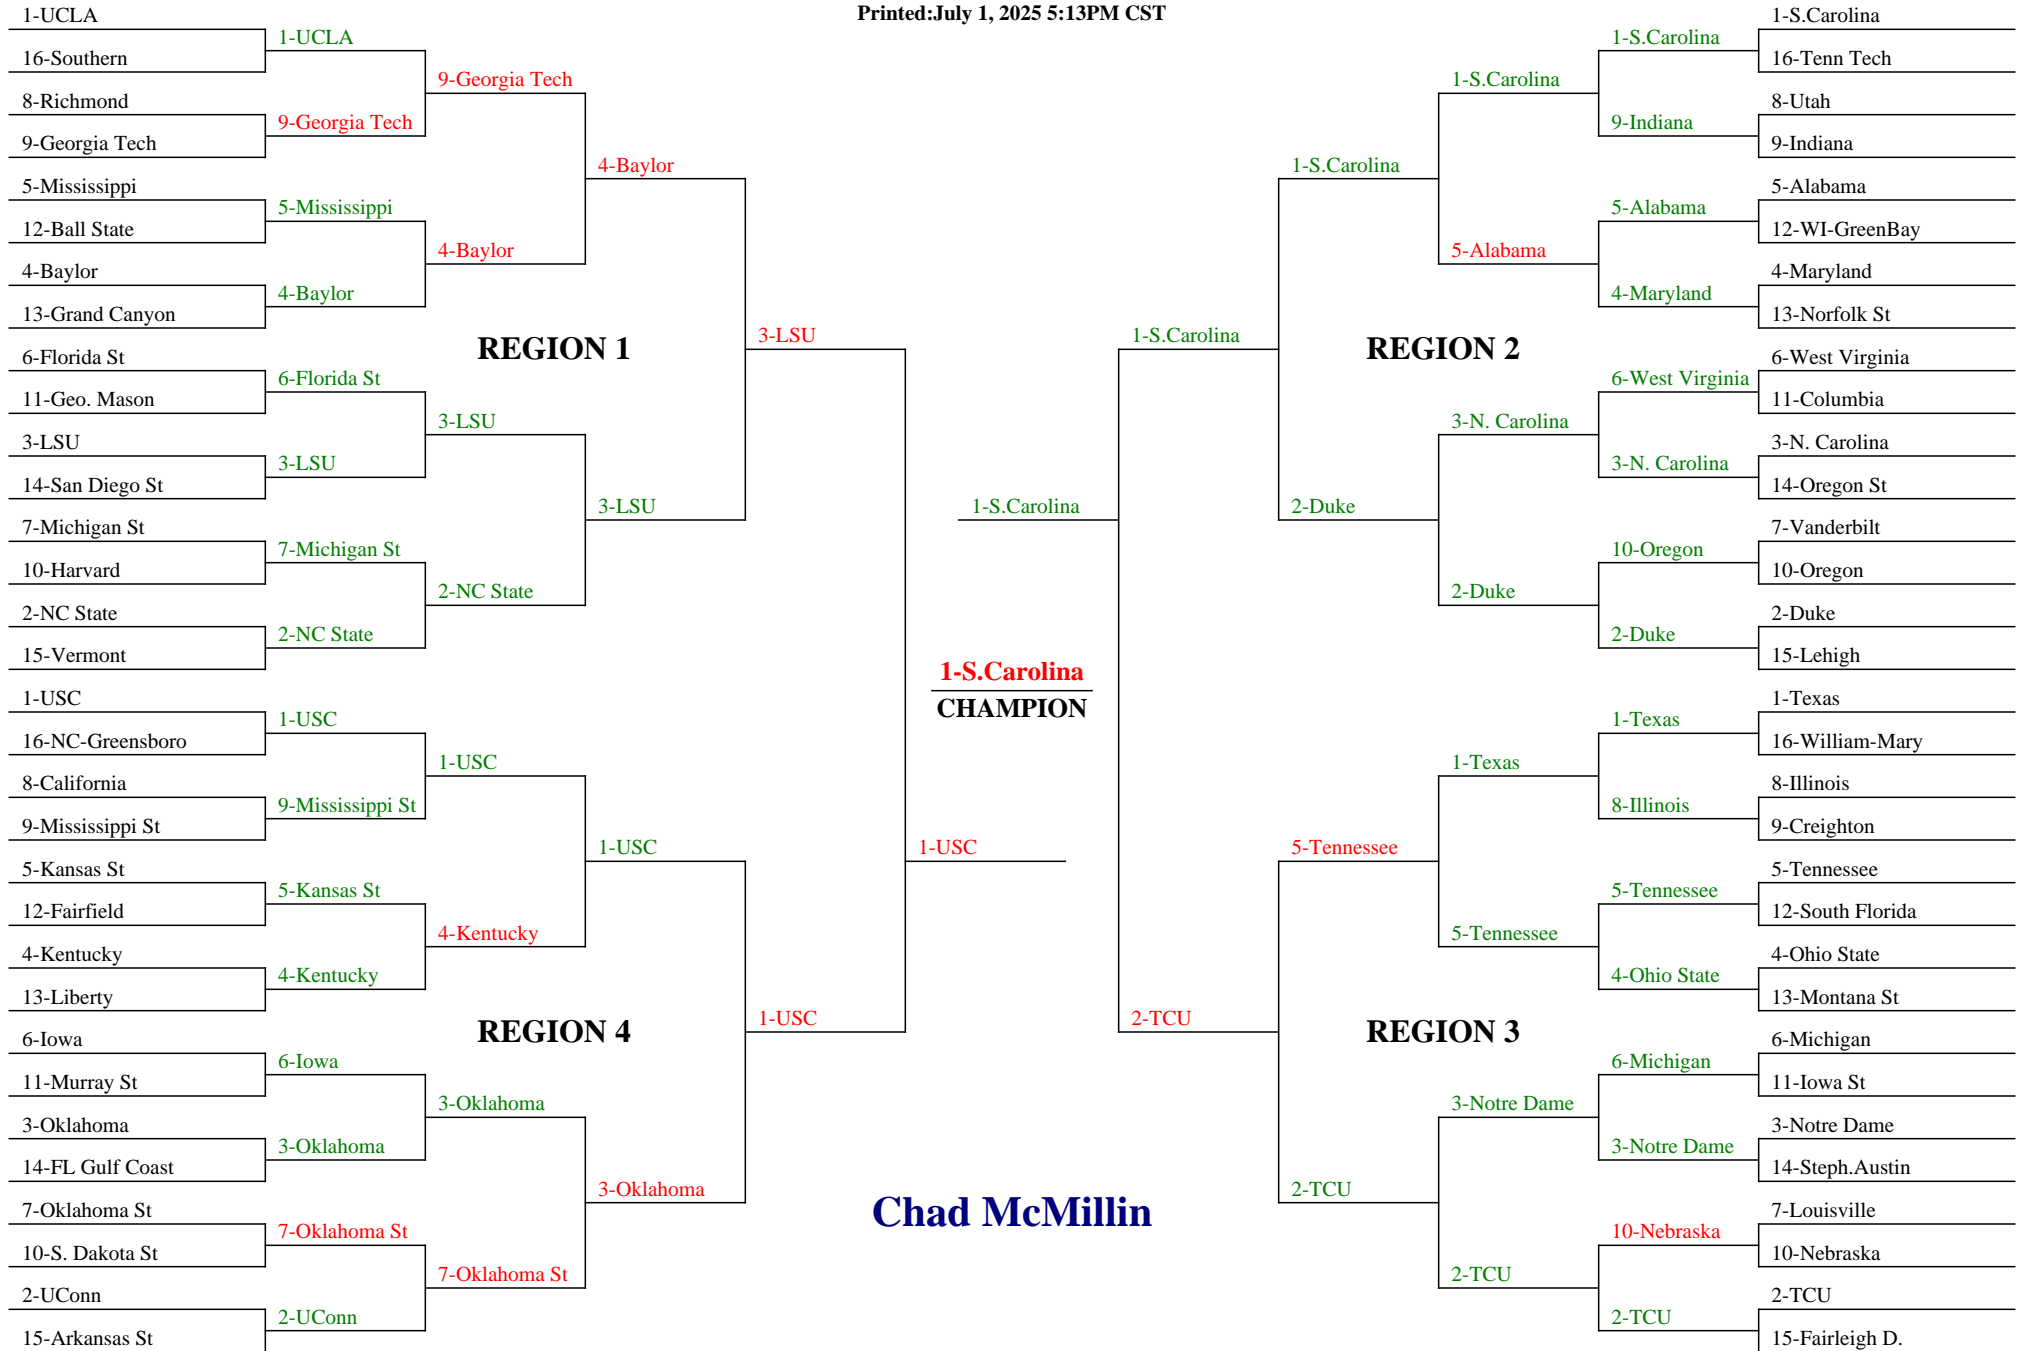 Printed:July 1, 2025 5:13PM CST
1-UCLA
16-Southern
8-Richmond
9-Georgia Tech
5-Mississippi
12-Ball State
4-Baylor
13-Grand Canyon
6-Florida St
11-Geo. Mason
3-LSU
14-San Diego St
7-Michigan St
10-Harvard
2-NC State
15-Vermont
1-USC
16-NC-Greensboro
8-California
9-Mississippi St
5-Kansas St
12-Fairfield
4-Kentucky
13-Liberty
6-Iowa
11-Murray St
3-Oklahoma
14-FL Gulf Coast
7-Oklahoma St
10-S. Dakota St
2-UConn
15-Arkansas St
1-UCLA
9-Georgia Tech
5-Mississippi
4-Baylor
6-Florida St
3-LSU
7-Michigan St
2-NC State
1-USC
9-Mississippi St
5-Kansas St
4-Kentucky
6-Iowa
3-Oklahoma
7-Oklahoma St
2-UConn
9-Georgia Tech
4-Baylor
3-LSU
2-NC State
1-USC
4-Kentucky
3-Oklahoma
7-Oklahoma St
4-Baylor
3-LSU
1-USC
3-Oklahoma
REGION 1
REGION 4
3-LSU
1-USC
1-USC
1-S.Carolina
1-S.Carolina
CHAMPION
Chad McMillin
1-S.Carolina
2-TCU
REGION 2
REGION 3
1-S.Carolina
2-Duke
5-Tennessee
2-TCU
1-S.Carolina
5-Alabama
3-N. Carolina
2-Duke
1-Texas
5-Tennessee
3-Notre Dame
2-TCU
1-S.Carolina
9-Indiana
5-Alabama
4-Maryland
6-West Virginia
3-N. Carolina
10-Oregon
2-Duke
1-Texas
8-Illinois
5-Tennessee
4-Ohio State
6-Michigan
3-Notre Dame
10-Nebraska
2-TCU
1-S.Carolina
16-Tenn Tech
8-Utah
9-Indiana
5-Alabama
12-WI-GreenBay
4-Maryland
13-Norfolk St
6-West Virginia
11-Columbia
3-N. Carolina
14-Oregon St
7-Vanderbilt
10-Oregon
2-Duke
15-Lehigh
1-Texas
16-William-Mary
8-Illinois
9-Creighton
5-Tennessee
12-South Florida
4-Ohio State
13-Montana St
6-Michigan
11-Iowa St
3-Notre Dame
14-Steph.Austin
7-Louisville
10-Nebraska
2-TCU
15-Fairleigh D.